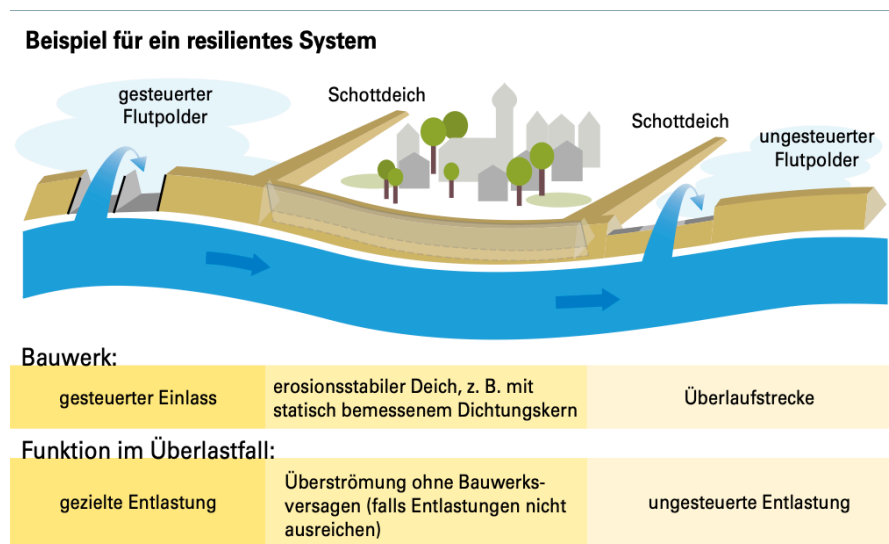 Beispiel für ein resilientes System
gesteuerter
Flutpolder
Schottdeich
Schottdeich
ungesteuerter
Flutpolder
Bauwerk:
gesteuerter Einlass
erosionsstabiler Deich, z. B. mit
statisch bemessenem Dichtungskern
Überlaufstrecke
Funktion im Überlastfall:
gezielte Entlastung
Überströmung ohne Bauwerks-
versagen (falls Entlastungen nicht
ausreichen)
ungesteuerte Entlastung